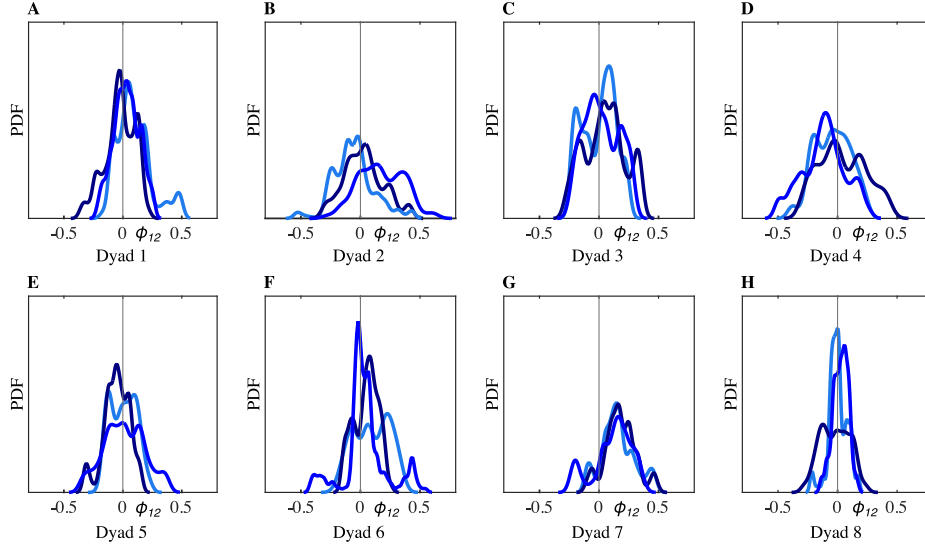 A B C D
PDF PDF PDF PDF
-0.5 0 ϕ12 0.5 -0.5 0 ϕ12 0.5 -0.5 0 ϕ12 0.5 -0.5 0 ϕ12 0.5
Dyad 1 Dyad 2 Dyad 3 Dyad 4
E F G H
PDF PDF PDF PDF
-0.5 0 ϕ12 0.5 -0.5 0 ϕ12 0.5 -0.5 0 ϕ12 0.5 -0.5 0 ϕ12 0.5
Dyad 5 Dyad 6 Dyad 7 Dyad 8